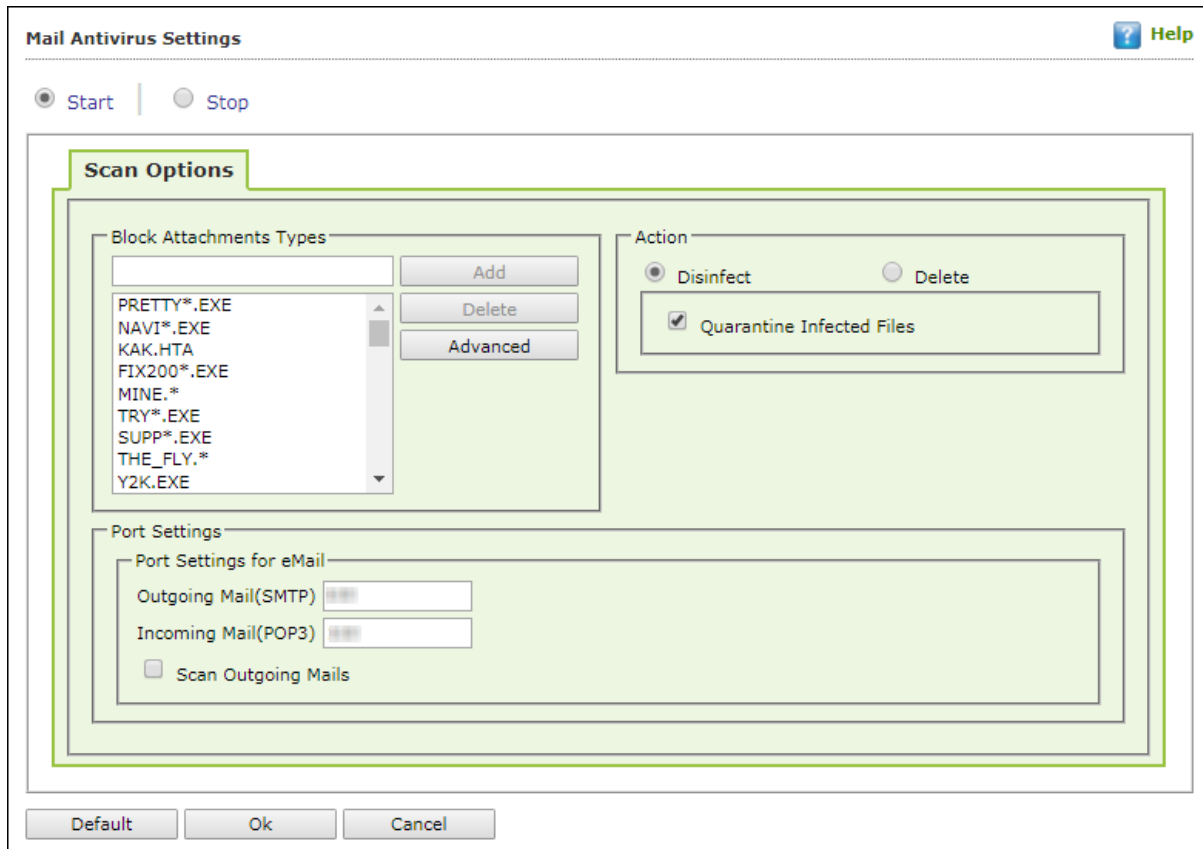 Mail Antivirus Settings
Help
Start
Stop
Scan Options
Block Attachments Types
Add
PRETTY*.EXE
NAVI*.EXE
KAK.HTA
FIX200*.EXE
MINE.*
TRY*.EXE
SUPP*.EXE
THE_FLY.*
Y2K.EXE
Delete
Advanced
Action
Disinfect
Delete
Quarantine Infected Files
Port Settings
Port Settings for eMail
Outgoing Mail(SMTP)
Incoming Mail(POP3)
Scan Outgoing Mails
Default
Ok
Cancel